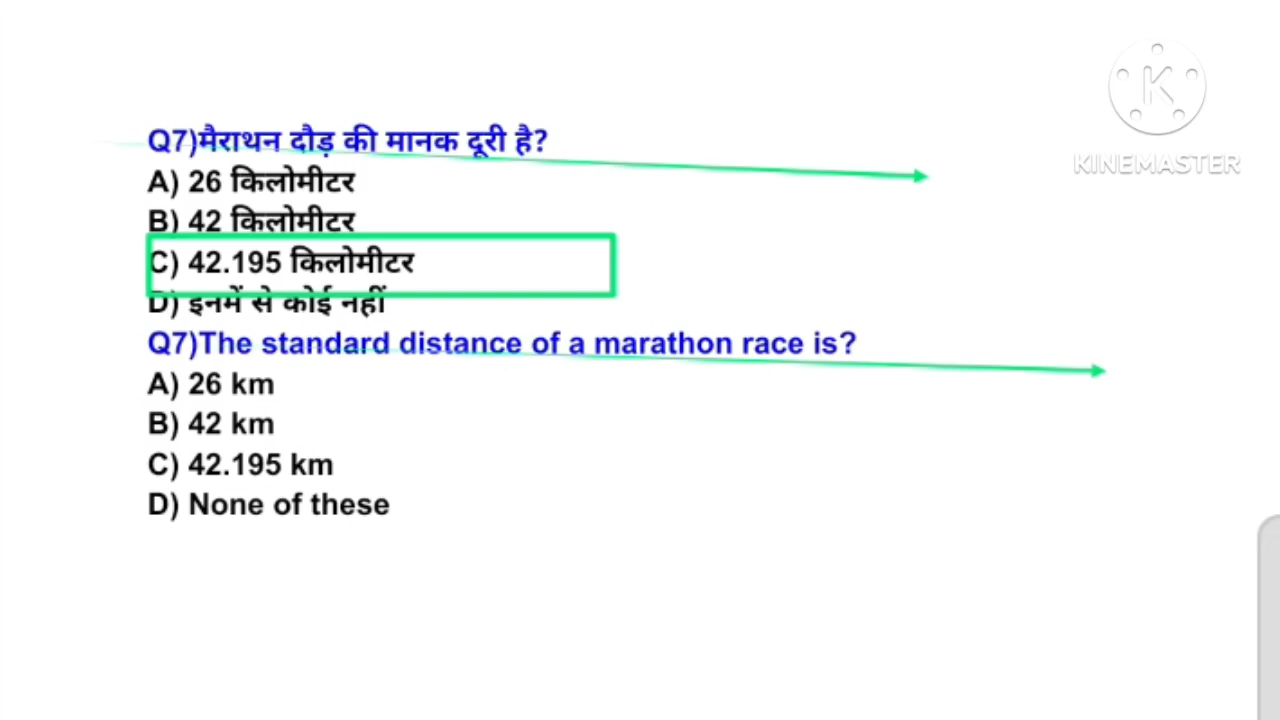 Q7)मैराथन दौड़ की मानक दूरी है?
A) 26 किलोमीटर
B) 42 किलोमीटर
C) 42.195 किलोमीटर
D) इनमें से कोई नहीं
Q7)The standard distance of a marathon race is?
A) 26 km
B) 42 km
C) 42.195 km
D) None of these
K
KINEMASTER